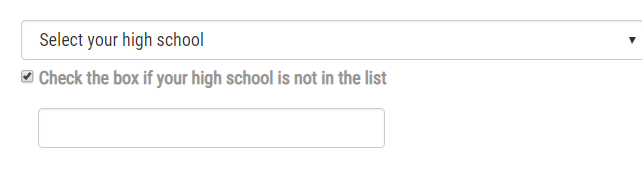 Select your high school
Check the box if your high school is not in the list